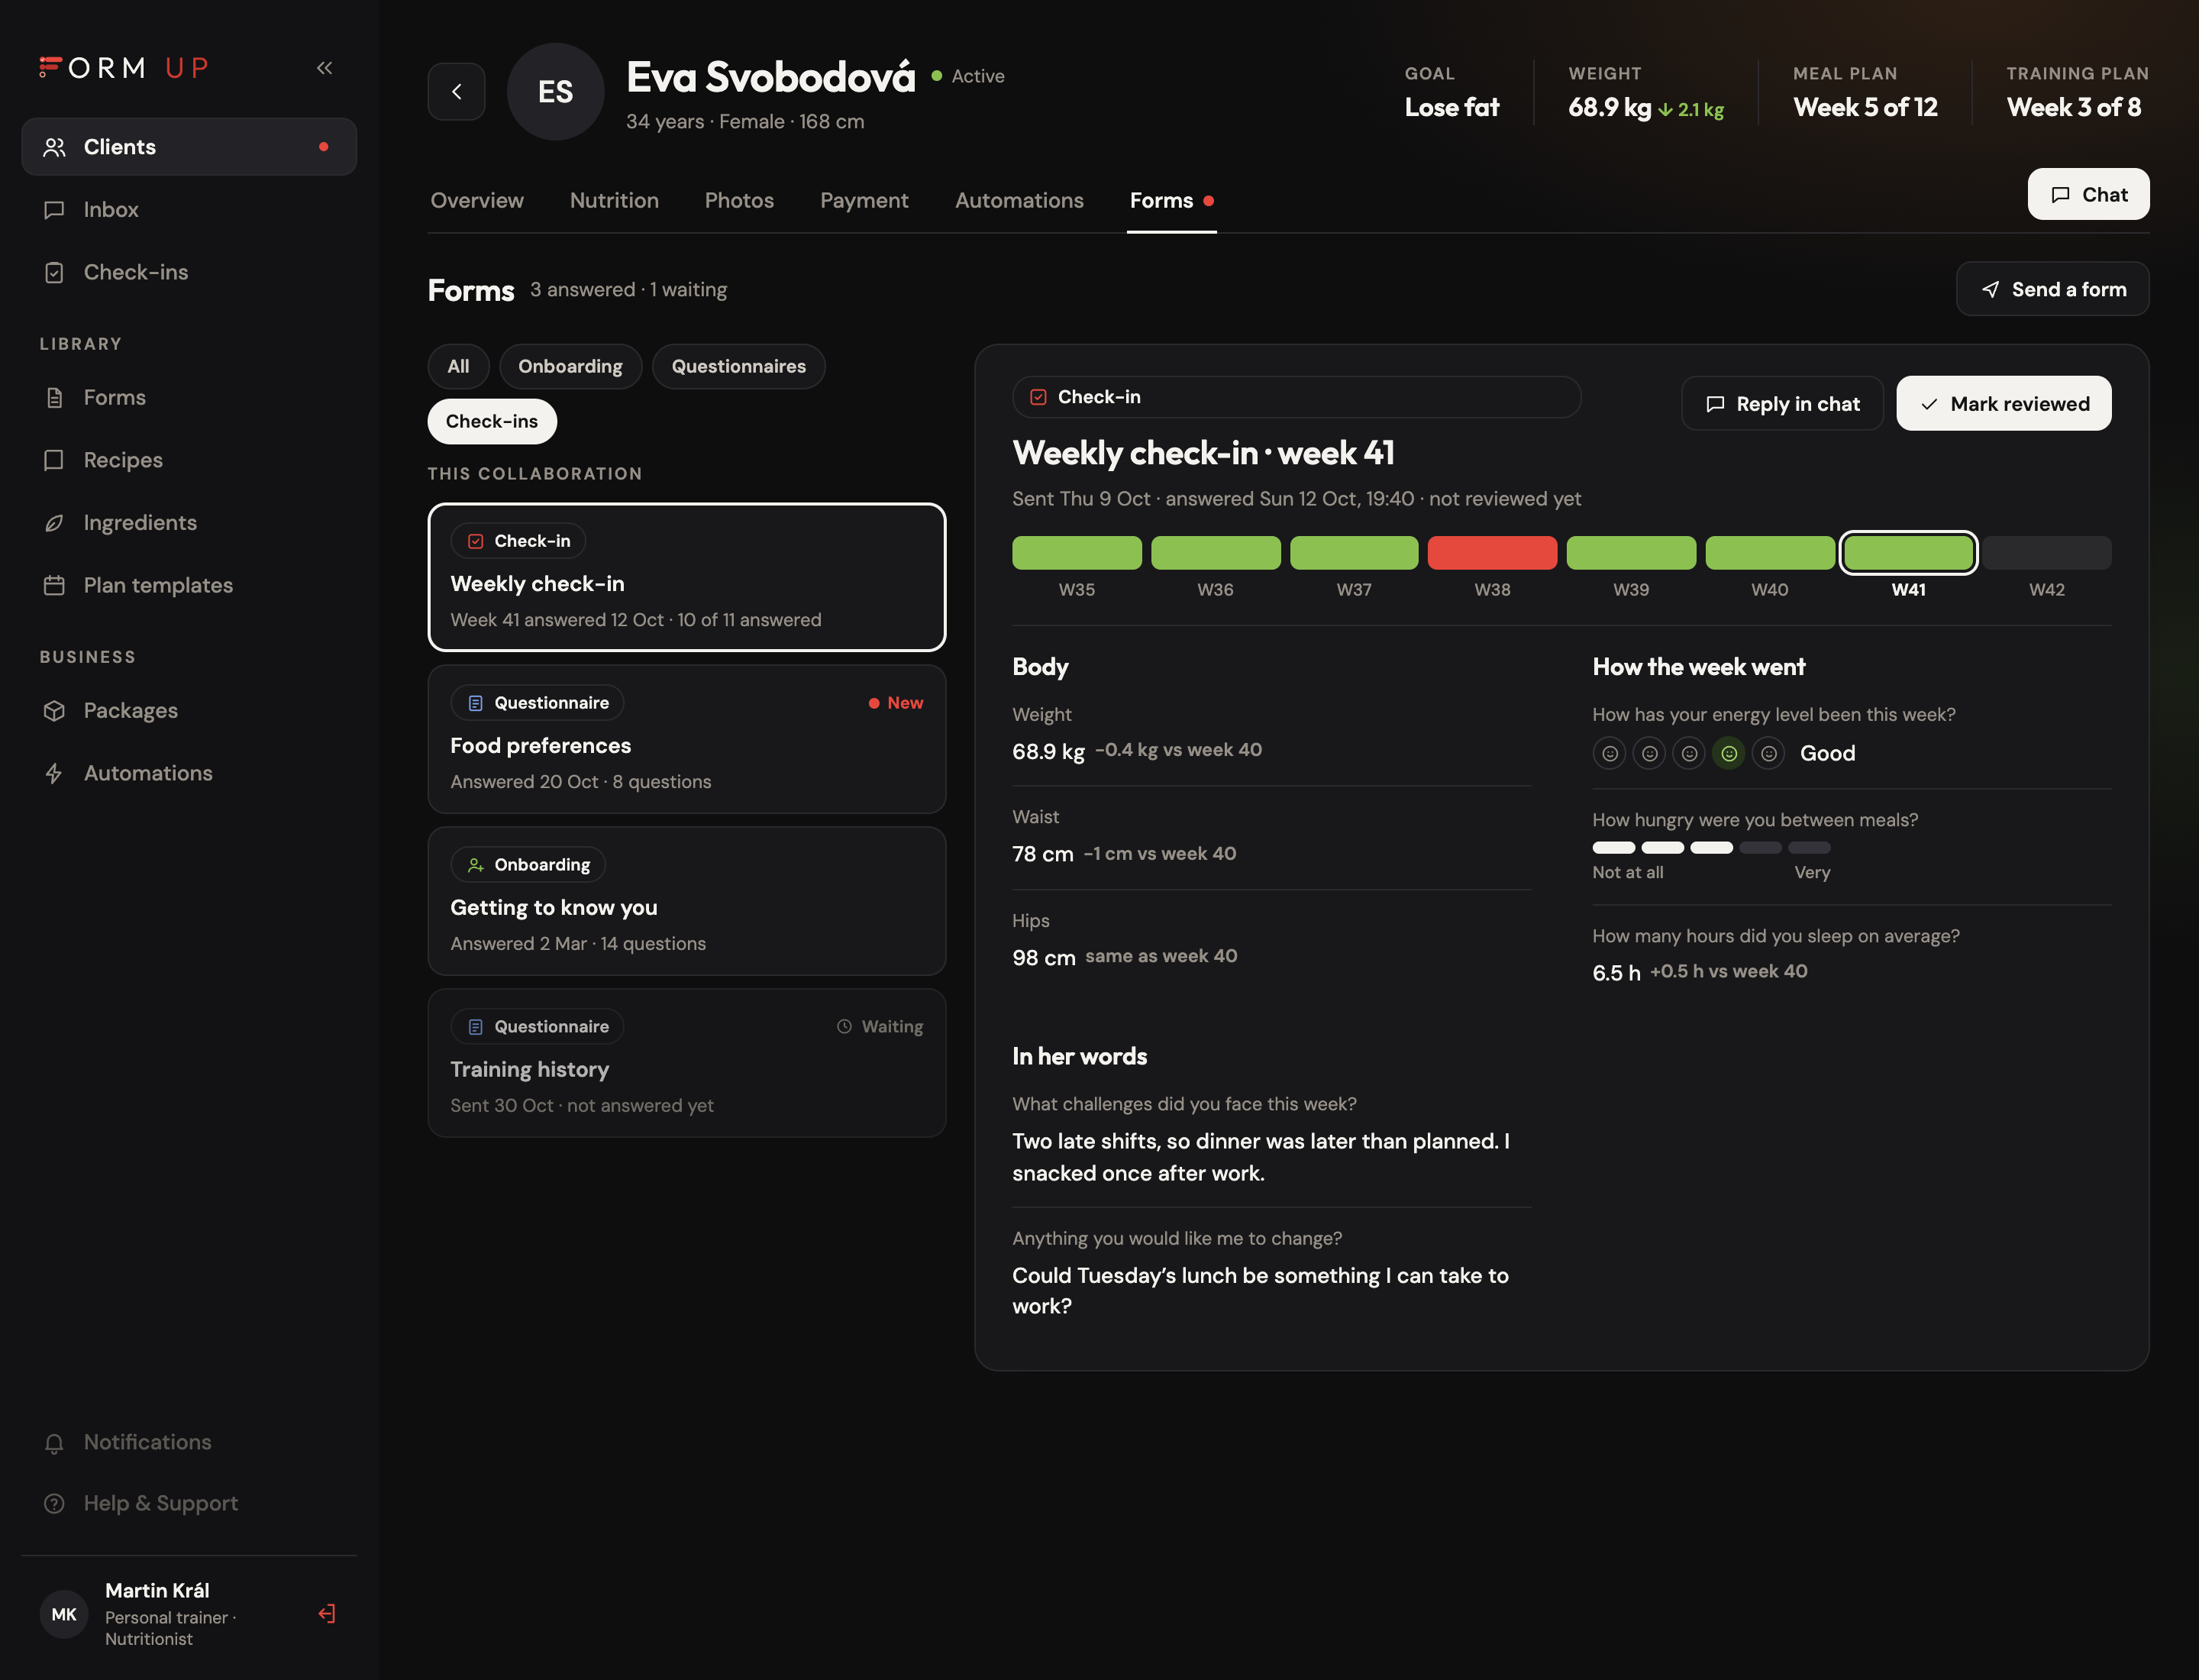 FORM UP
Clients
Inbox
Check-ins
LIBRARY
Forms
Recipes
Ingredients
Plan templates
BUSINESS
Packages
Automations
Notifications
Help & Support
MK
Martin Král
Personal trainer ·
Nutritionist
ES
Eva Svobodová
Active
34 years · Female · 168 cm
GOAL
Lose fat
WEIGHT
68.9 kg ↓ 2.1 kg
MEAL PLAN
Week 5 of 12
TRAINING PLAN
Week 3 of 8
Overview
Nutrition
Photos
Payment
Automations
Forms
Chat
Forms
3 answered · 1 waiting
Send a form
All
Onboarding
Questionnaires
Check-ins
THIS COLLABORATION
Check-in
Weekly check-in
Week 41 answered 12 Oct · 10 of 11 answered
Questionnaire
New
Food preferences
Answered 20 Oct · 8 questions
Onboarding
Getting to know you
Answered 2 Mar · 14 questions
Questionnaire
Waiting
Training history
Sent 30 Oct · not answered yet
Check-in
Reply in chat
Mark reviewed
Weekly check-in · week 41
Sent Thu 9 Oct · answered Sun 12 Oct, 19:40 · not reviewed yet
W35
W36
W37
W38
W39
W40
W41
W42
Body
Weight
68.9 kg −0.4 kg vs week 40
Waist
78 cm −1 cm vs week 40
Hips
98 cm same as week 40
How the week went
How has your energy level been this week?
Good
How hungry were you between meals?
Not at all
Very
How many hours did you sleep on average?
6.5 h +0.5 h vs week 40
In her words
What challenges did you face this week?
Two late shifts, so dinner was later than planned. I
snacked once after work.
Anything you would like me to change?
Could Tuesday’s lunch be something I can take to
work?